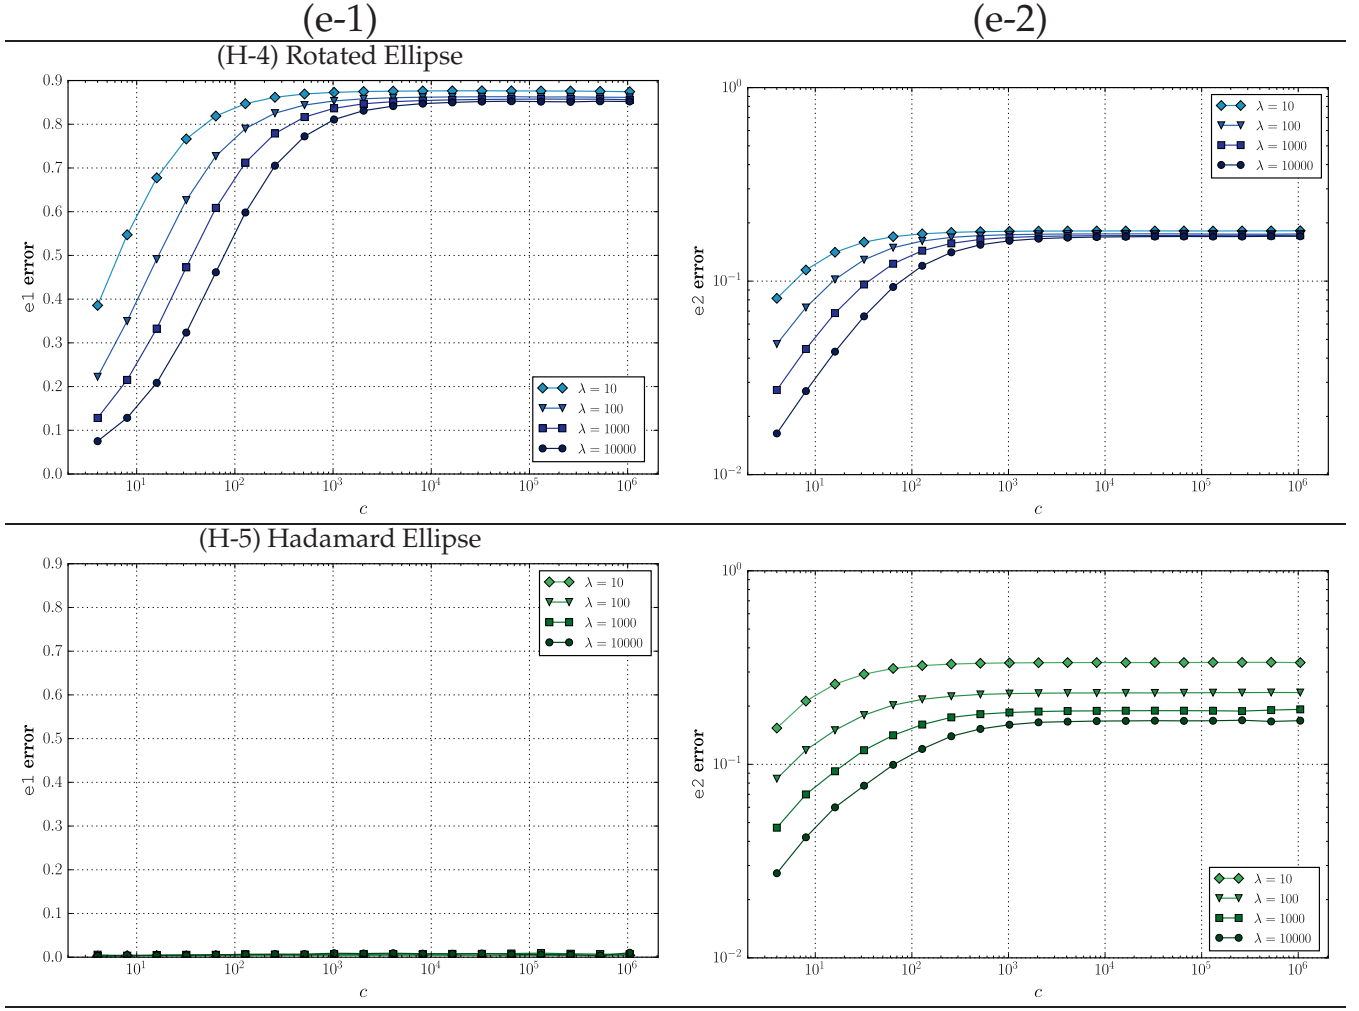 (e-1) (e-2)
(H-4) Rotated Ellipse
0.9
0.8
0.7
0.6
0.5
0.4
0.3
0.2
0.1
0.0
e1 error
10¹ 10² 10³ 10⁴ 10⁵ 10⁶
c
λ = 10
λ = 100
λ = 1000
λ = 10000
10⁰
10⁻¹
10⁻²
e2 error
10¹ 10² 10³ 10⁴ 10⁵ 10⁶
c
λ = 10
λ = 100
λ = 1000
λ = 10000
(H-5) Hadamard Ellipse
0.9
0.8
0.7
0.6
0.5
0.4
0.3
0.2
0.1
0.0
e1 error
10¹ 10² 10³ 10⁴ 10⁵ 10⁶
c
λ = 10
λ = 100
λ = 1000
λ = 10000
10⁰
10⁻¹
10⁻²
e2 error
10¹ 10² 10³ 10⁴ 10⁵ 10⁶
c
λ = 10
λ = 100
λ = 1000
λ = 10000